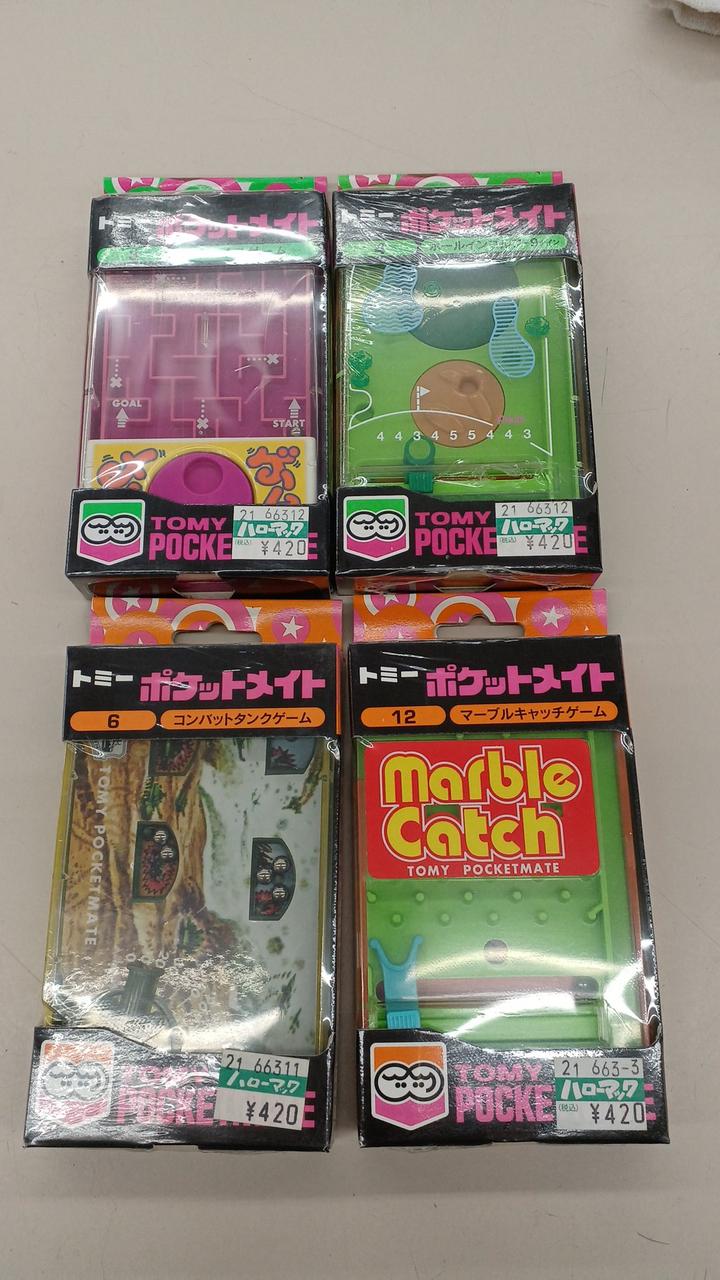 トミー ポケットメイト
GOAL
START
TOMY
21 66312
ハローマック
(税込) ¥420
トミー ポケットメイト
4 4 3 4 5 5 4 4 3
TOMY
21 66312
ハローマック
(税込) ¥420
トミー ポケットメイト
6 コンバットタンクゲーム
TOMY POCKETMATE
21 66311
ハローマック
¥420
トミー ポケットメイト
12 マーブルキャッチゲーム
Marble
Catch
TOMY POCKETMATE
TOMY
21 663-3
ハローマック
(税込) ¥420